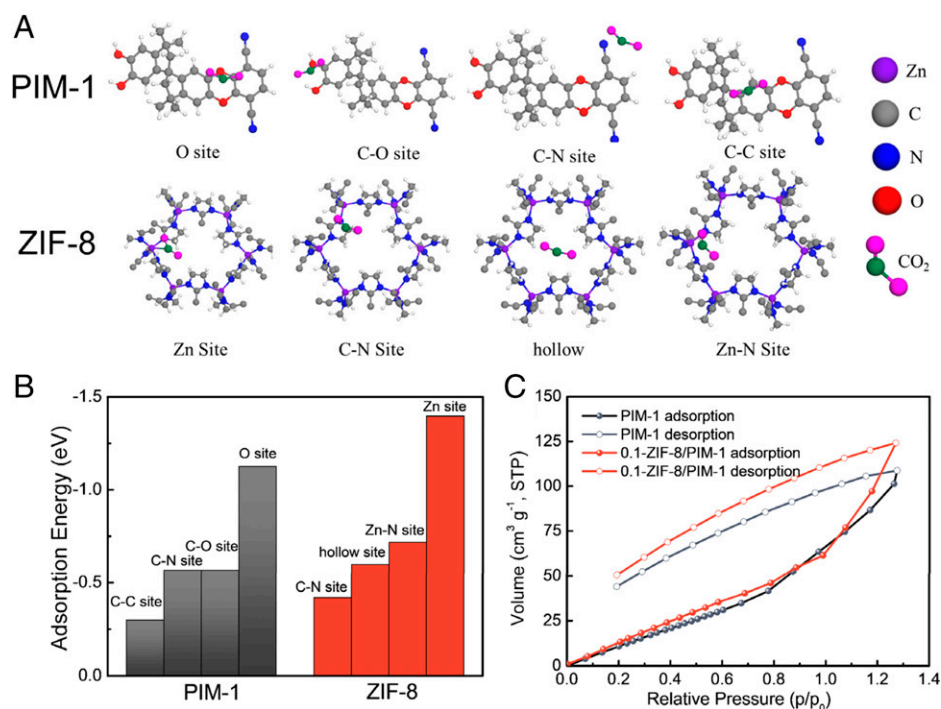 A
PIM-1
O site
C-O site
C-N site
C-C site
ZIF-8
Zn Site
C-N Site
hollow
Zn-N Site
Zn
C
N
O
CO₂
B
Adsorption Energy (eV)
-1.5
-1.0
-0.5
0.0
C-C site
C-N site
C-O site
O site
C-N site
hollow site
Zn-N site
Zn site
PIM-1
ZIF-8
C
Volume (cm³ g⁻¹, STP)
150
125
100
75
50
25
0
PIM-1 adsorption
PIM-1 desorption
0.1-ZIF-8/PIM-1 adsorption
0.1-ZIF-8/PIM-1 desorption
0.0 0.2 0.4 0.6 0.8 1.0 1.2 1.4
Relative Pressure (p/p₀)